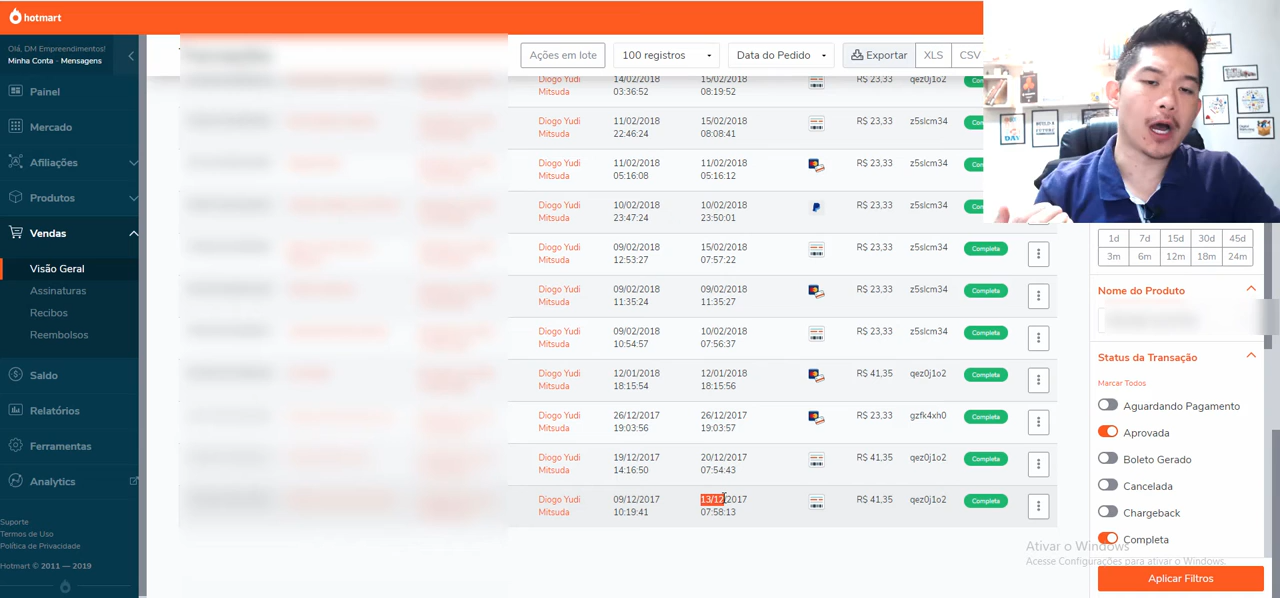 hotmart
Olá, DM Empreendimentos!
Minha Conta - Mensagens
Painel
Mercado
Afiliações
Produtos
Vendas
Visão Geral
Assinaturas
Recibos
Reembolsos
Saldo
Relatórios
Ferramentas
Analytics
Suporte
Termos de Uso
Política de Privacidade
Hotmart © 2011 — 2019
Ações em lote 100 registros Data do Pedido Exportar XLS CSV
Diogo Yudi 14/02/2018 15/02/2018 R$ 23,33 qez0j1o2
Mitsuda 03:36:52 08:19:52
Diogo Yudi 11/02/2018 15/02/2018 R$ 23,33 z5slcm34
Mitsuda 22:46:24 08:08:41
Diogo Yudi 11/02/2018 11/02/2018 R$ 23,33 z5slcm34
Mitsuda 05:16:08 05:16:12
Diogo Yudi 10/02/2018 10/02/2018 R$ 23,33 z5slcm34
Mitsuda 23:47:24 23:50:01
Diogo Yudi 09/02/2018 15/02/2018 R$ 23,33 z5slcm34 Completa
Mitsuda 12:53:27 07:57:22
Diogo Yudi 09/02/2018 09/02/2018 R$ 23,33 z5slcm34 Completa
Mitsuda 11:35:24 11:35:27
Diogo Yudi 09/02/2018 10/02/2018 R$ 23,33 z5slcm34 Completa
Mitsuda 10:54:57 07:56:37
Diogo Yudi 12/01/2018 12/01/2018 R$ 41,35 qez0j1o2 Completa
Mitsuda 18:15:54 18:15:56
Diogo Yudi 26/12/2017 26/12/2017 R$ 23,33 gzfk4xh0 Completa
Mitsuda 19:03:56 19:03:57
Diogo Yudi 19/12/2017 20/12/2017 R$ 41,35 qez0j1o2 Completa
Mitsuda 14:16:50 07:54:43
Diogo Yudi 09/12/2017 13/12/2017 R$ 41,35 qez0j1o2 Completa
Mitsuda 10:19:41 07:58:13
1d 7d 15d 30d 45d
3m 6m 12m 18m 24m
Nome do Produto
Status da Transação
Marcar Todos
Aguardando Pagamento
Aprovada
Boleto Gerado
Cancelada
Chargeback
Completa
Ativar o Windows
Acesse Configurações para ativar o Windows.
Aplicar Filtros